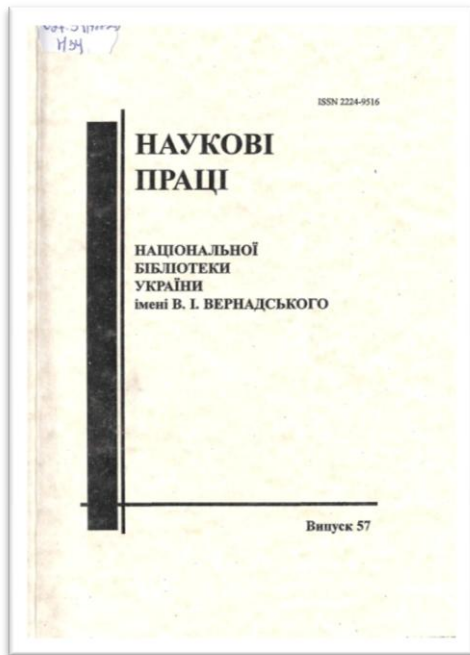 ISSN 2224-9516
НАУКОВІ
ПРАЦІ
НАЦІОНАЛЬНОЇ
БІБЛІОТЕКИ
УКРАЇНИ
імені В. І. ВЕРНАДСЬКОГО
Випуск 57